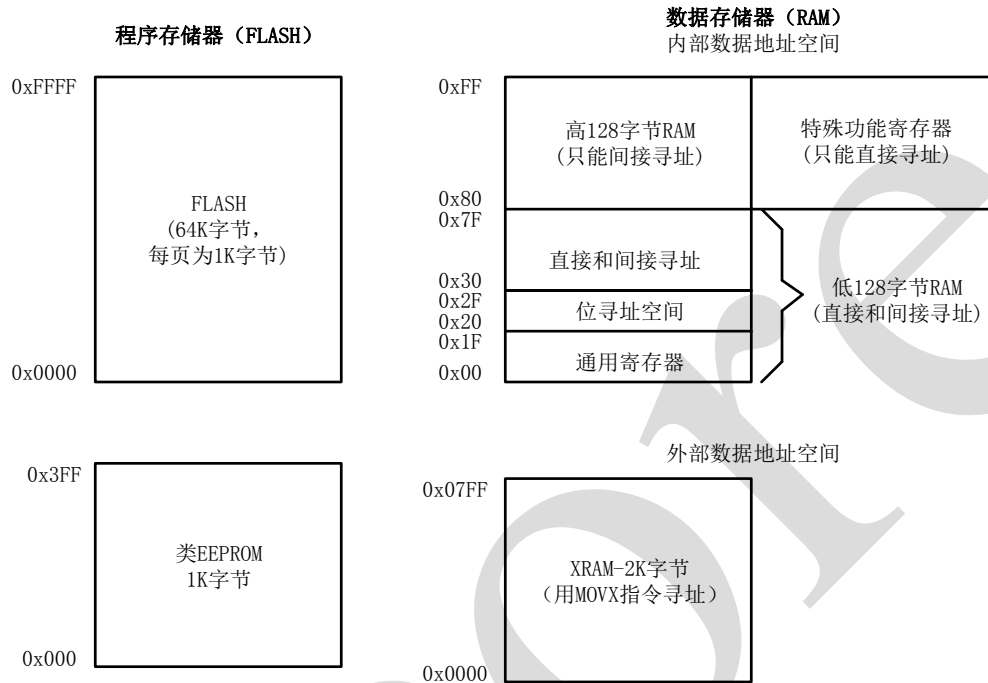 程序存储器（FLASH）
0xFFFF
FLASH
(64K字节，
每页为1K字节)
0x0000
0x3FF
类EEPROM
1K字节
0x000
数据存储器（RAM）
内部数据地址空间
0xFF
高128字节RAM
(只能间接寻址)
特殊功能寄存器
(只能直接寻址)
0x80
0x7F
直接和间接寻址
0x30
0x2F
位寻址空间
0x20
0x1F
通用寄存器
0x00
低128字节RAM
(直接和间接寻址)
外部数据地址空间
0x07FF
XRAM-2K字节
（用MOVX指令寻址）
0x0000
ore